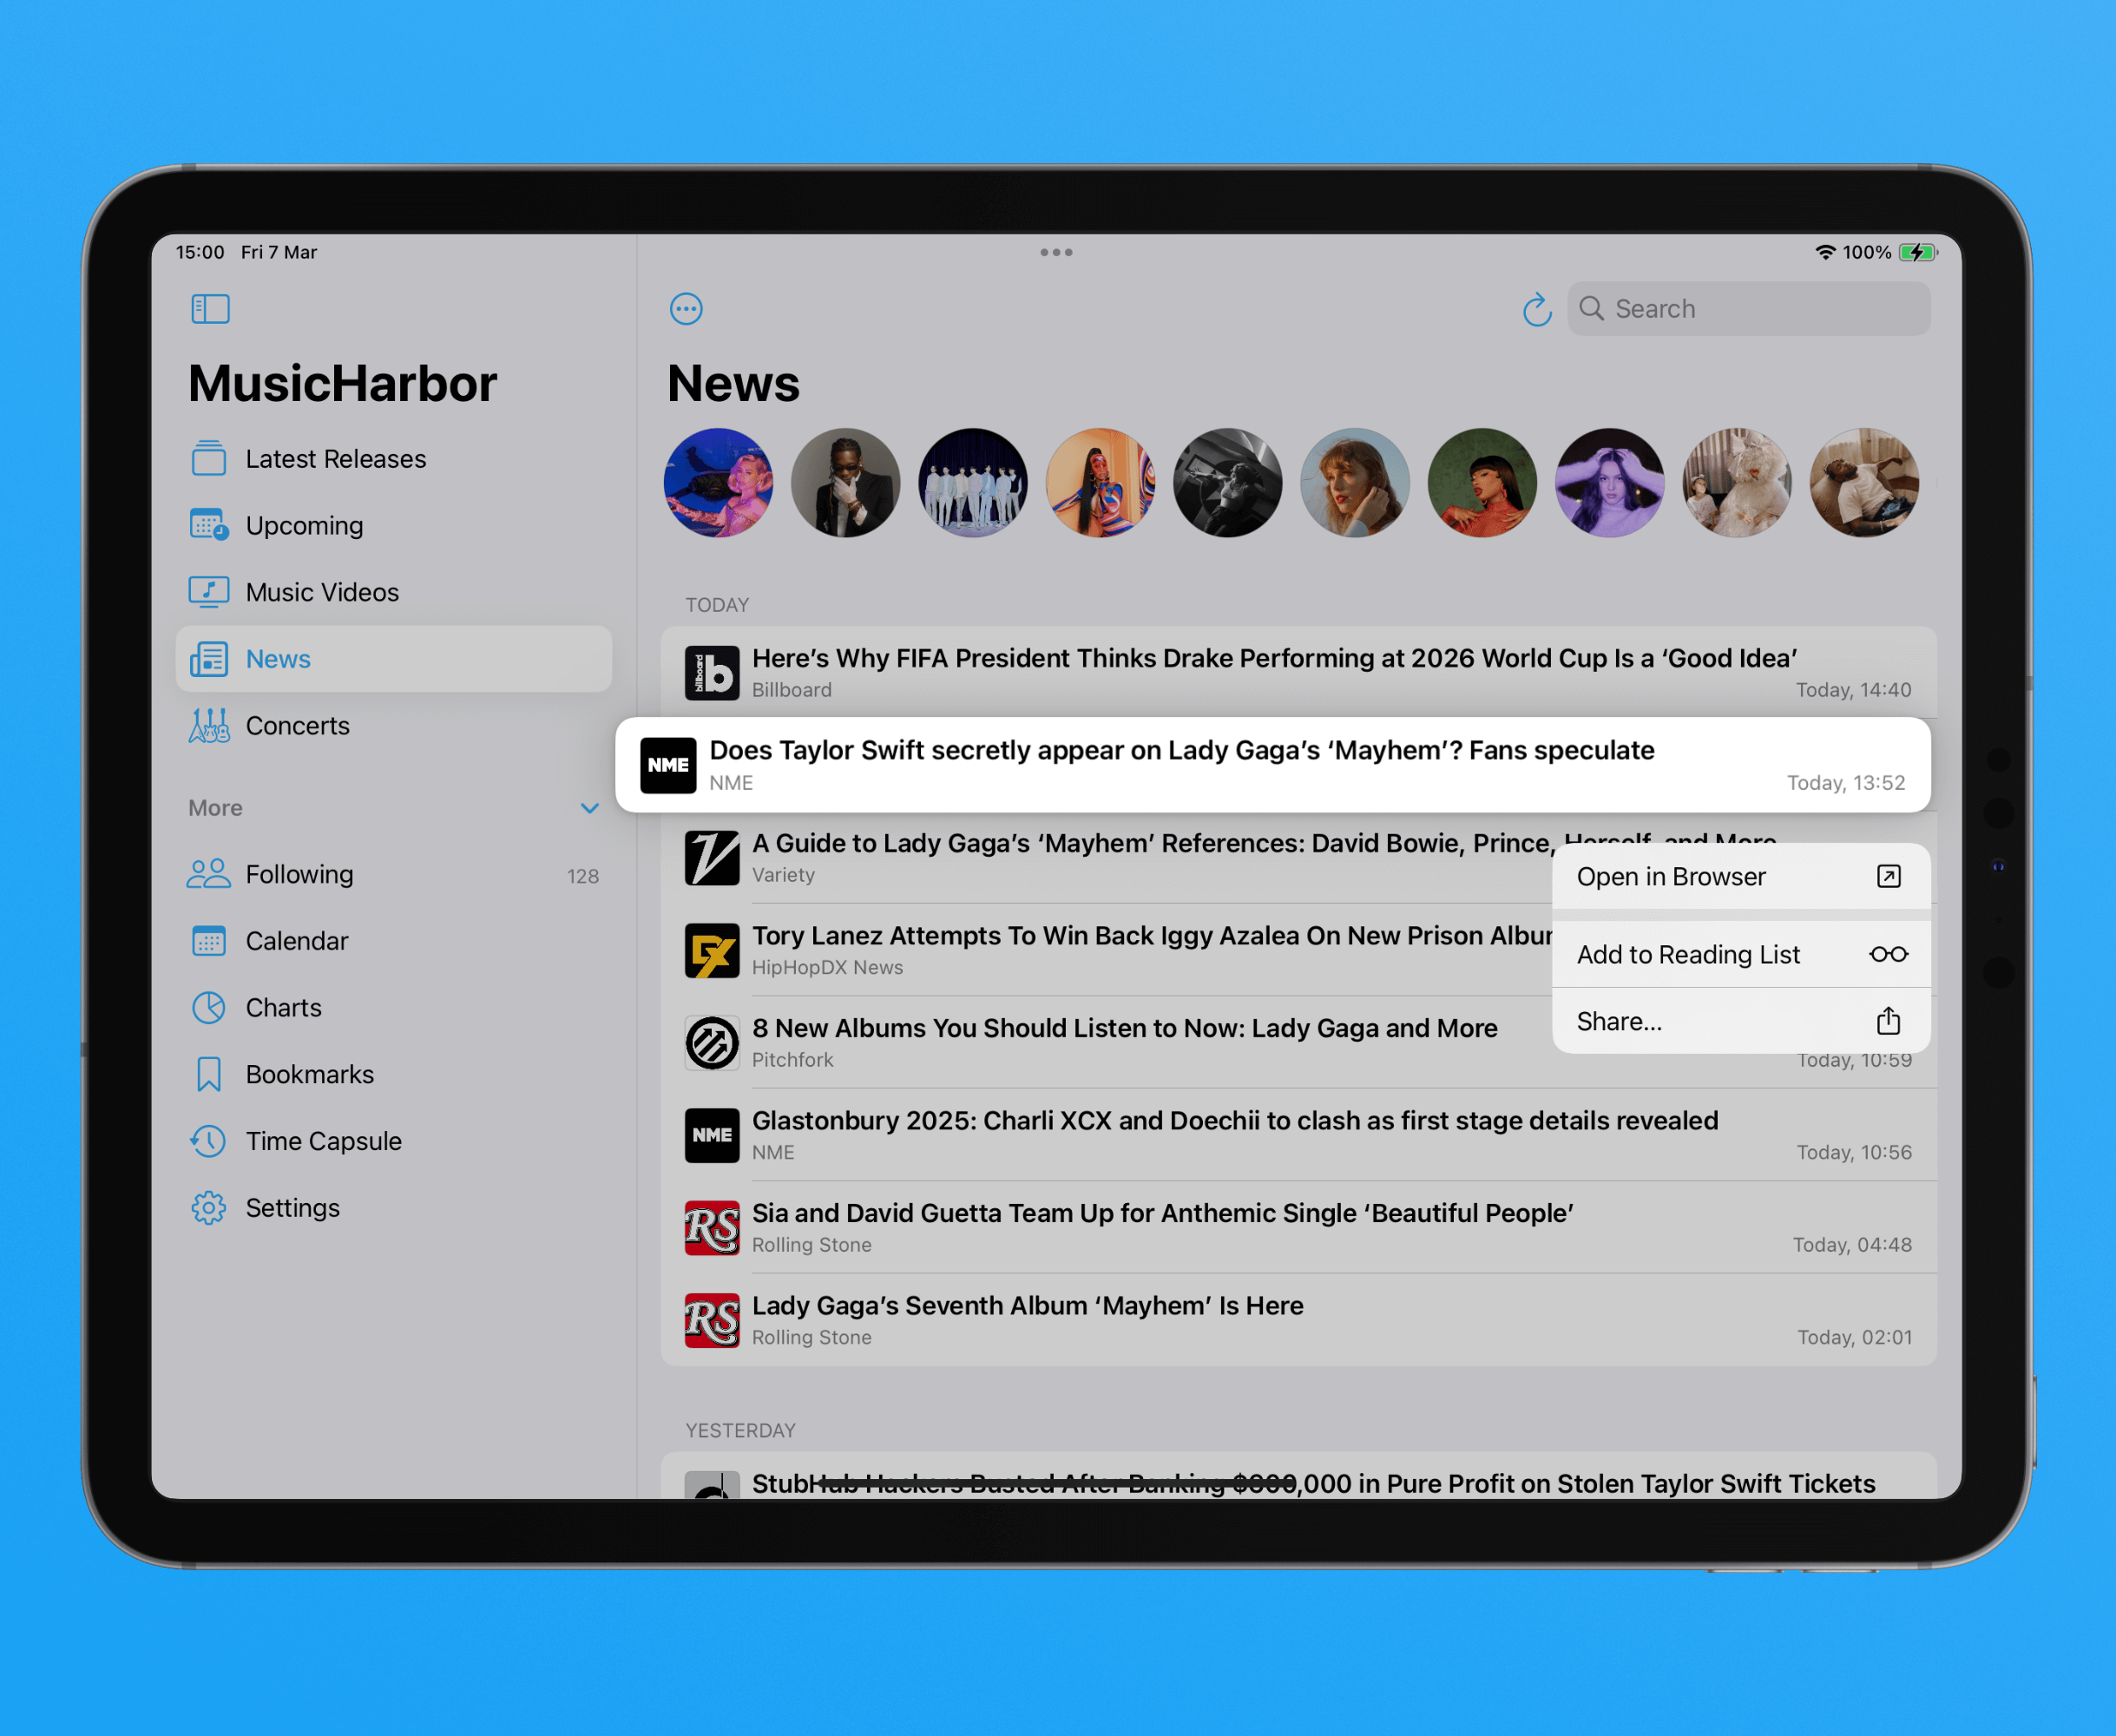 15:00 Fri 7 Mar
100%
MusicHarbor
Latest Releases
Upcoming
Music Videos
News
Concerts
More
Following 128
Calendar
Charts
Bookmarks
Time Capsule
Settings
Search
News
TODAY
billboard b
Here’s Why FIFA President Thinks Drake Performing at 2026 World Cup Is a ‘Good Idea’
Billboard
Today, 14:40
NME
Does Taylor Swift secretly appear on Lady Gaga’s ‘Mayhem’? Fans speculate
NME
Today, 13:52
V
A Guide to Lady Gaga’s ‘Mayhem’ References: David Bowie, Prince, Herself, and More
Variety
Open in Browser
Add to Reading List
Share...
DX
Tory Lanez Attempts To Win Back Iggy Azalea On New Prison
HipHopDX News
8 New Albums You Should Listen to Now: Lady Gaga and More
Pitchfork
Today, 10:59
NME
Glastonbury 2025: Charli XCX and Doechii to clash as first stage details revealed
NME
Today, 10:56
RS
Sia and David Guetta Team Up for Anthemic Single ‘Beautiful People’
Rolling Stone
Today, 04:48
RS
Lady Gaga’s Seventh Album ‘Mayhem’ Is Here
Rolling Stone
Today, 02:01
YESTERDAY
StubHub Hackers Busted After Banking in Pure Profit on Stolen Taylor Swift Tickets